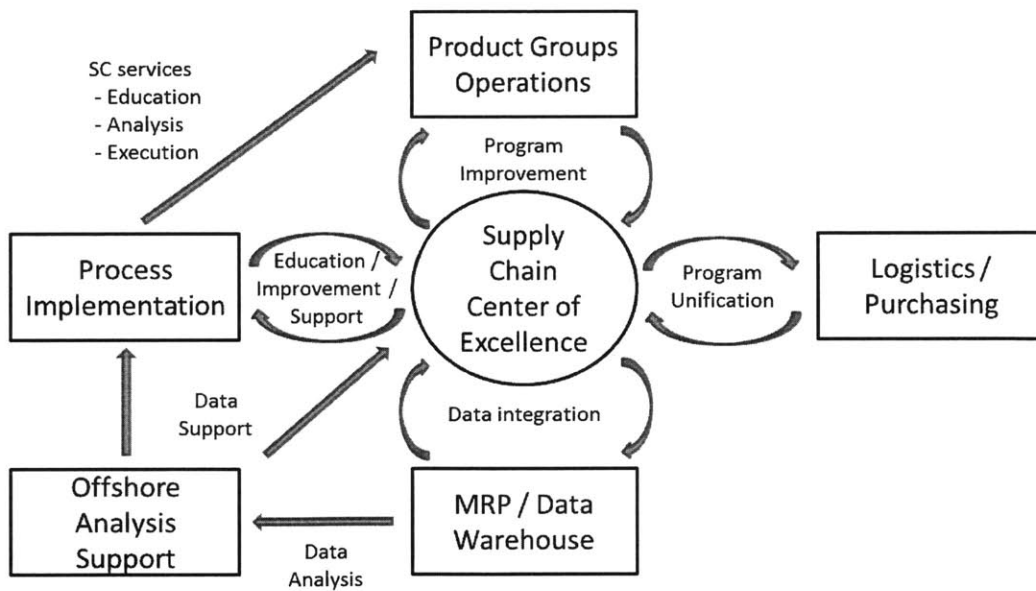 Product Groups
Operations
SC services
- Education
- Analysis
- Execution
Program
Improvement
Process
Implementation
Education /
Improvement /
Support
Supply
Chain
Center of
Excellence
Program
Unification
Logistics /
Purchasing
Data
Support
Data integration
Offshore
Analysis
Support
Data
Analysis
MRP / Data
Warehouse